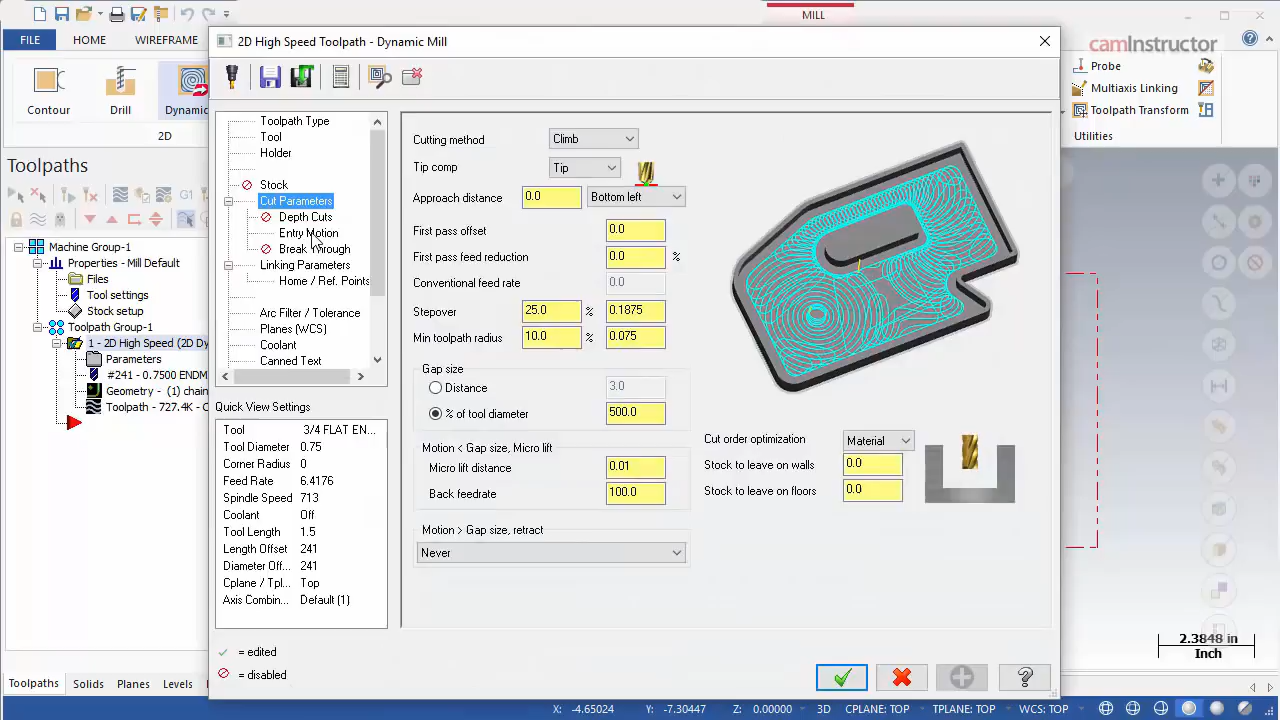 MILL
FILE
HOME
WIREFRAME
camInstructor
2D High Speed Toolpath - Dynamic Mill
Contour
Drill
Dynamic
2D
Probe
Multiaxis Linking
Toolpath Transform
Utilities
Toolpaths
G1
Machine Group-1
Properties - Mill Default
Files
Tool settings
Stock setup
Toolpath Group-1
1 - 2D High Speed (2D Dy
Parameters
#241 - 0.7500 ENDM
Geometry - (1) chain
Toolpath - 727.4K - C
Toolpath Type
Tool
Holder
Stock
Cut Parameters
Depth Cuts
Entry Motion
Break Through
Linking Parameters
Home / Ref. Points
Arc Filter / Tolerance
Planes (WCS)
Coolant
Canned Text
Quick View Settings
Tool 3/4 FLAT EN...
Tool Diameter 0.75
Corner Radius 0
Feed Rate 6.4176
Spindle Speed 713
Coolant Off
Tool Length 1.5
Length Offset 241
Diameter Off... 241
Cplane / Tpl... Top
Axis Combin... Default (1)
= edited
= disabled
Cutting method Climb
Tip comp Tip
Approach distance 0.0 Bottom left
First pass offset 0.0
First pass feed reduction 0.0 %
Conventional feed rate 0.0
Stepover 25.0 % 0.1875
Min toolpath radius 10.0 % 0.075
Gap size
Distance 3.0
% of tool diameter 500.0
Motion < Gap size, Micro lift
Micro lift distance 0.01
Back feedrate 100.0
Motion > Gap size, retract
Never
Cut order optimization Material
Stock to leave on walls 0.0
Stock to leave on floors 0.0
2.3848 in
Inch
Toolpaths Solids Planes Levels
X: -4.65024 Y: -7.30447 Z: 0.00000 3D CPLANE: TOP TPLANE: TOP WCS: TOP